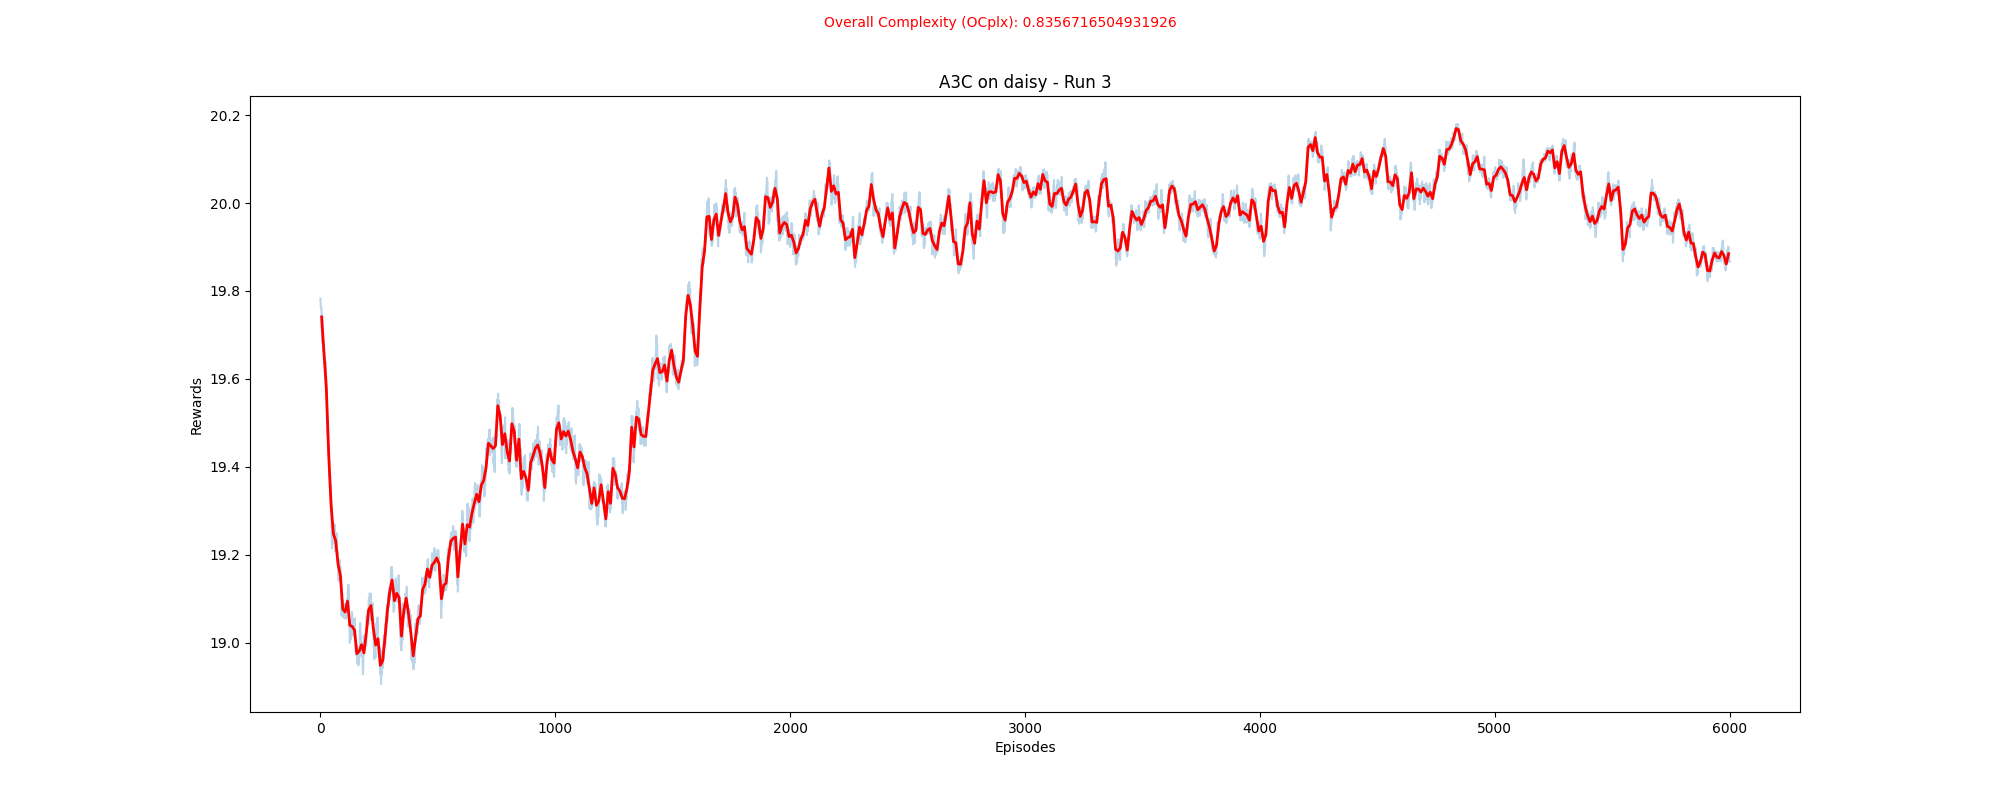 Overall Complexity (OCplx): 0.8356716504931926
A3C on daisy - Run 3
20.2
20.0
19.8
19.6
19.4
19.2
19.0
Rewards
0 1000 2000 3000 4000 5000 6000
Episodes